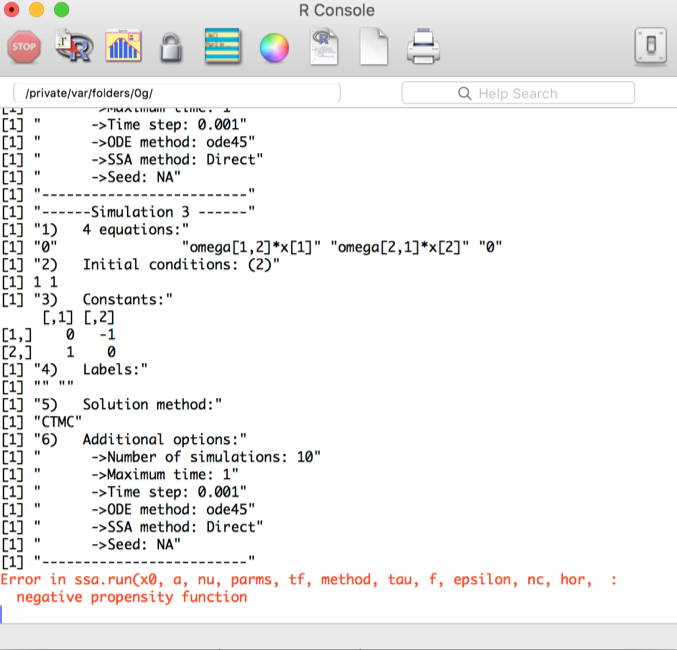 R Console
STOP
/private/var/folders/0g/
Help Search
[1] "      ->Maximum time: 1"
[1] "      ->Time step: 0.001"
[1] "      ->ODE method: ode45"
[1] "      ->SSA method: Direct"
[1] "      ->Seed: NA"
[1] "--------------------------"
[1] "------Simulation 3 ------"
[1] "1)   4 equations:"
[1] "0"               "omega[1,2]*x[1]" "omega[2,1]*x[2]" "0"
[1] "2)   Initial conditions: (2)"
[1] 1 1
[1] "3)   Constants:"
     [,1] [,2]
[1,]    0   -1
[2,]    1    0
[1] "4)   Labels:"
[1] "" ""
[1] "5)   Solution method:"
[1] "CTMC"
[1] "6)   Additional options:"
[1] "      ->Number of simulations: 10"
[1] "      ->Maximum time: 1"
[1] "      ->Time step: 0.001"
[1] "      ->ODE method: ode45"
[1] "      ->SSA method: Direct"
[1] "      ->Seed: NA"
[1] "--------------------------"
Error in ssa.run(x0, a, nu, parms, tf, method, tau, f, epsilon, nc, hor,  :
  negative propensity function